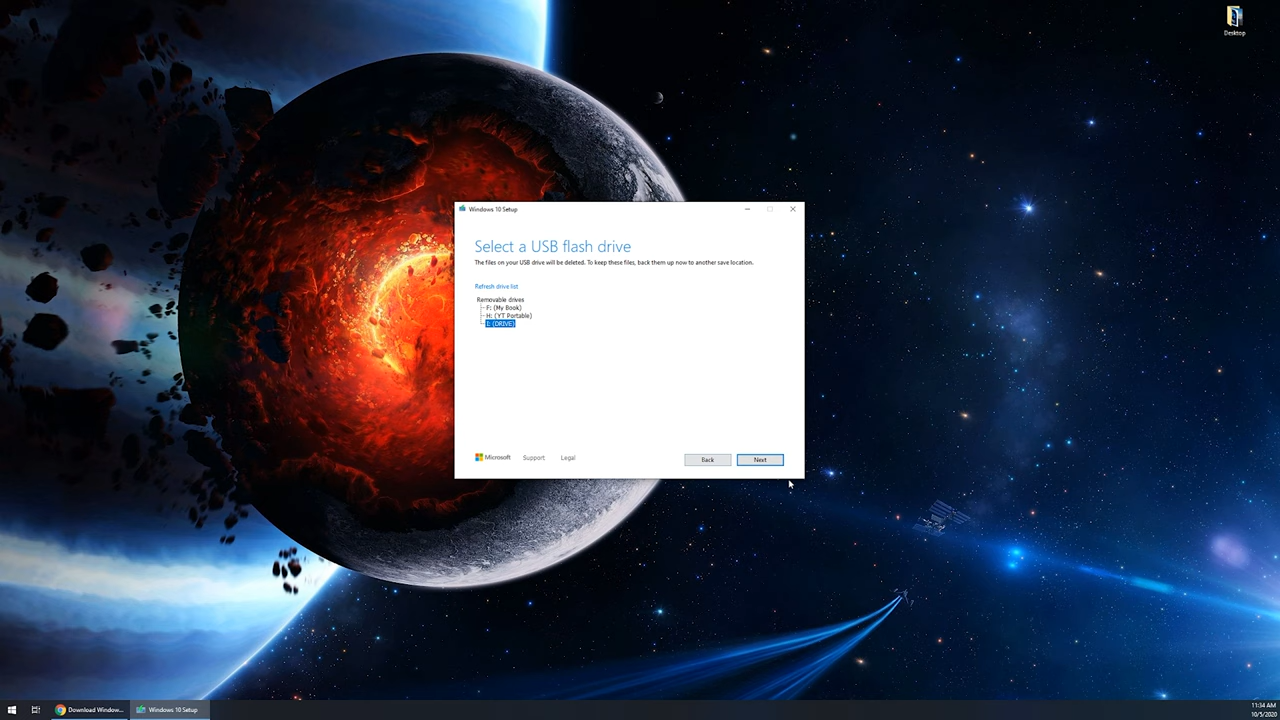 Desktop
Windows 10 Setup
Select a USB flash drive
The files on your USB drive will be deleted. To keep these files, back them up now to another save location.
Refresh drive list
Removable drives
F: (My Book)
H: (YT Portable)
I: (DRIVE)
Microsoft Support Legal Back Next
Download Window... Windows 10 Setup
11:34 AM
10/5/2020